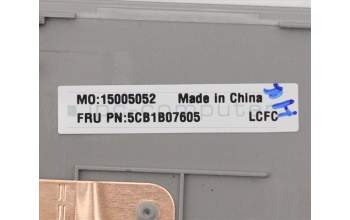 MO:15005052 Made in China
FRU PN:5CB1B07605 LCFC